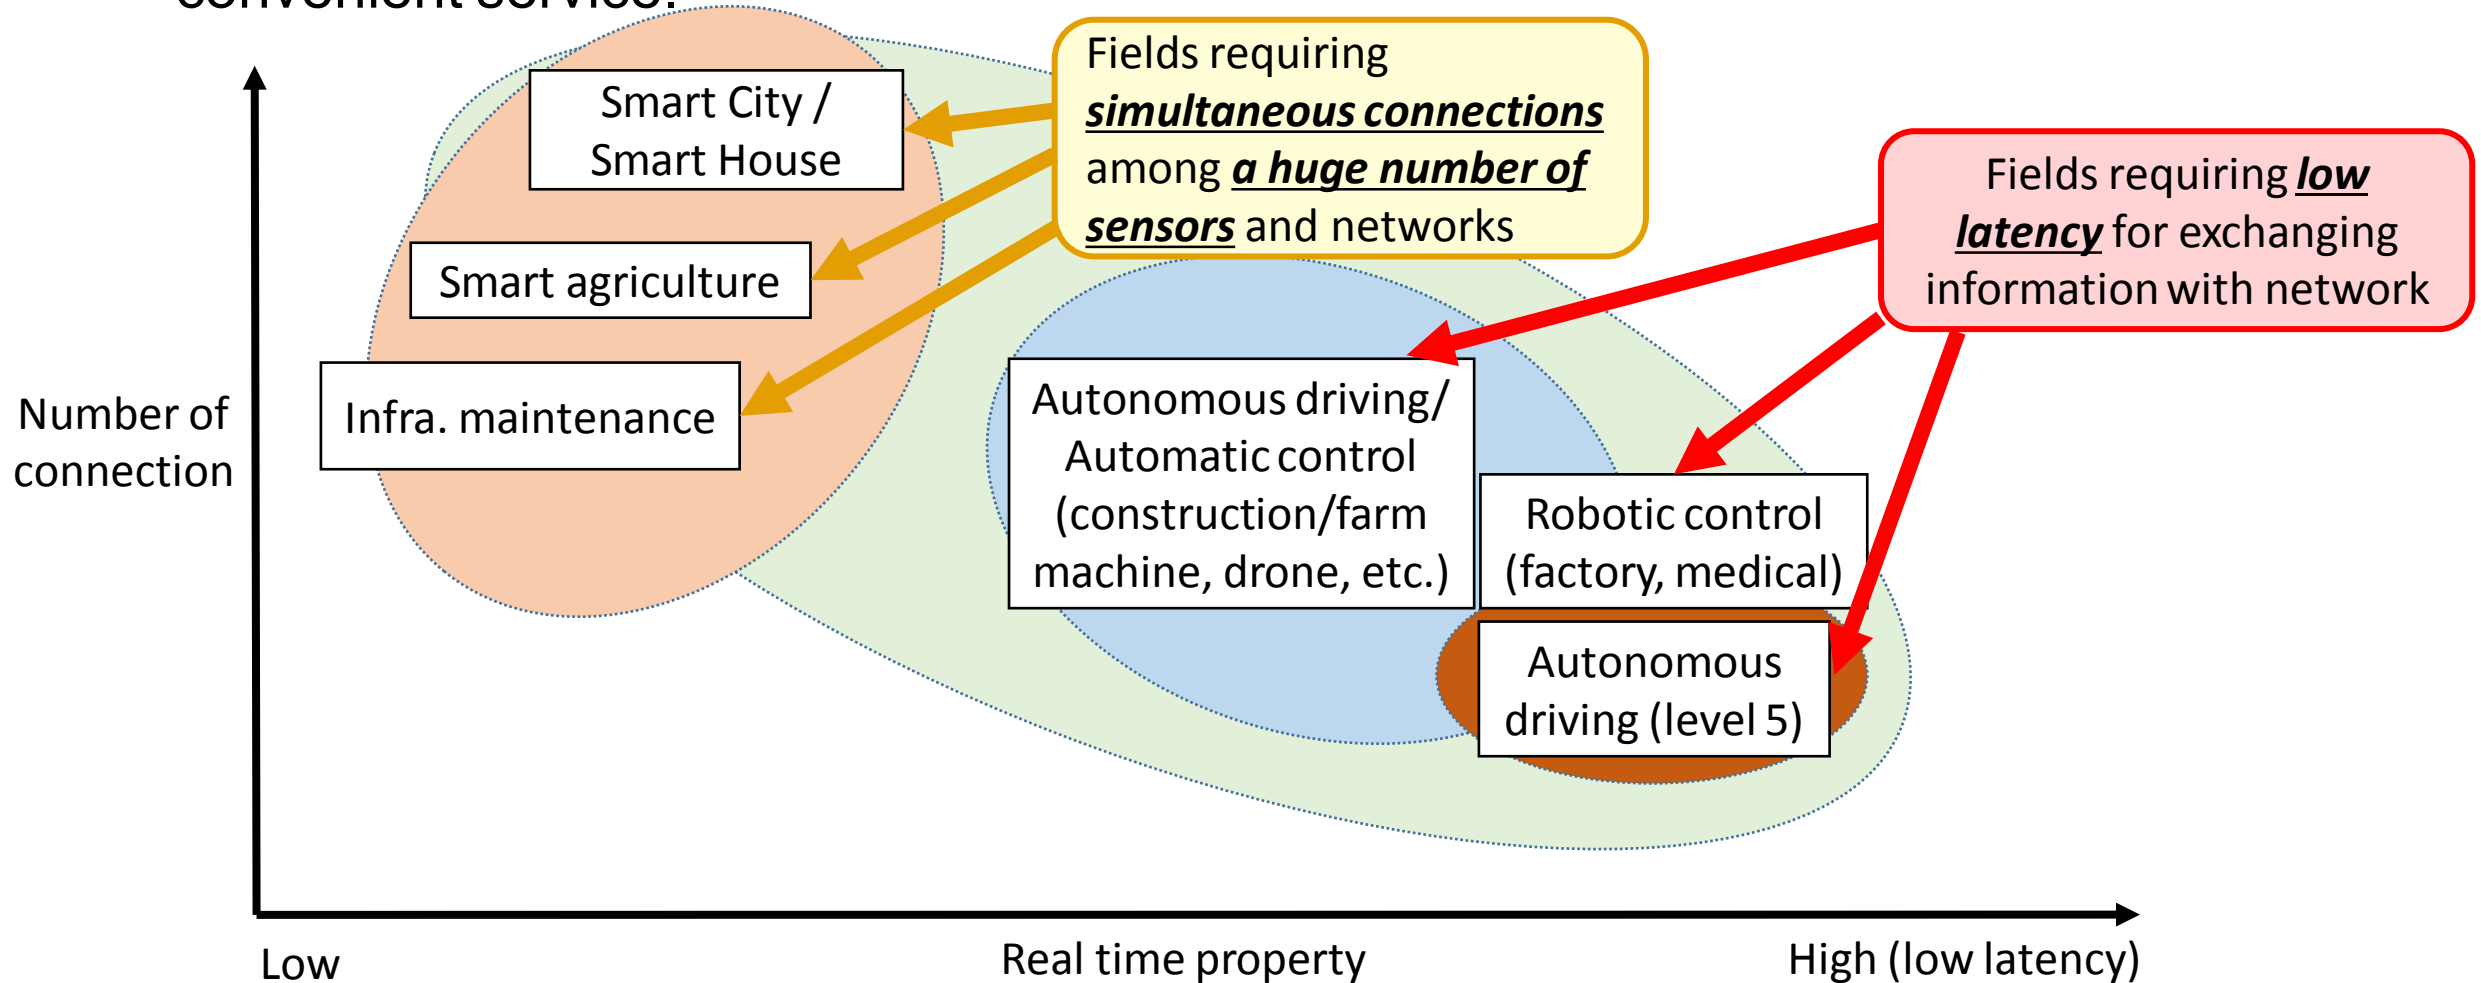 convenient service.
Smart City /
Smart House
Fields requiring
simultaneous connections
among a huge number of
sensors and networks
Fields requiring low
latency for exchanging
information with network
Smart agriculture
Infra. maintenance
Number of
connection
Autonomous driving/
Automatic control
(construction/farm
machine, drone, etc.)
Robotic control
(factory, medical)
Autonomous
driving (level 5)
Low
Real time property
High (low latency)